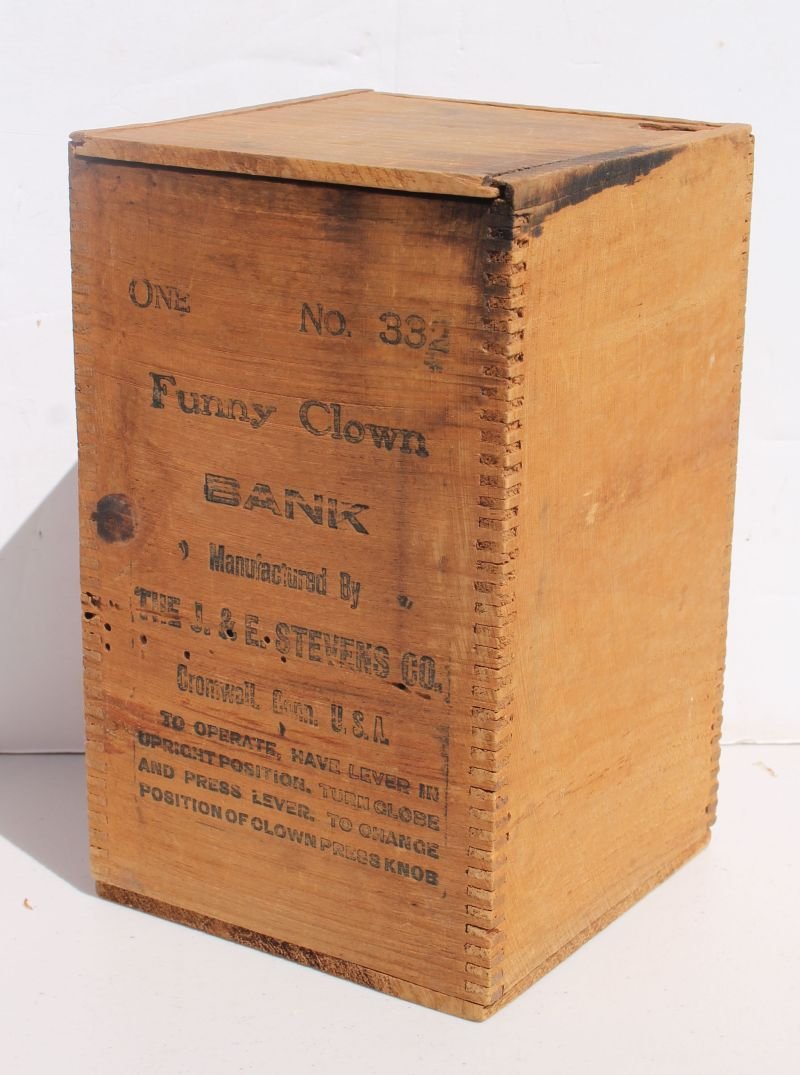 ONE No. 332
Funny Clown
BANK
Manufactured By
THE J. & E. STEVENS CO.
Cromwell, Conn. U.S.A.
TO OPERATE, HAVE LEVER IN
UPRIGHT POSITION. TURN GLOBE
AND PRESS LEVER. TO CHANGE
POSITION OF CLOWN PRESS KNOB